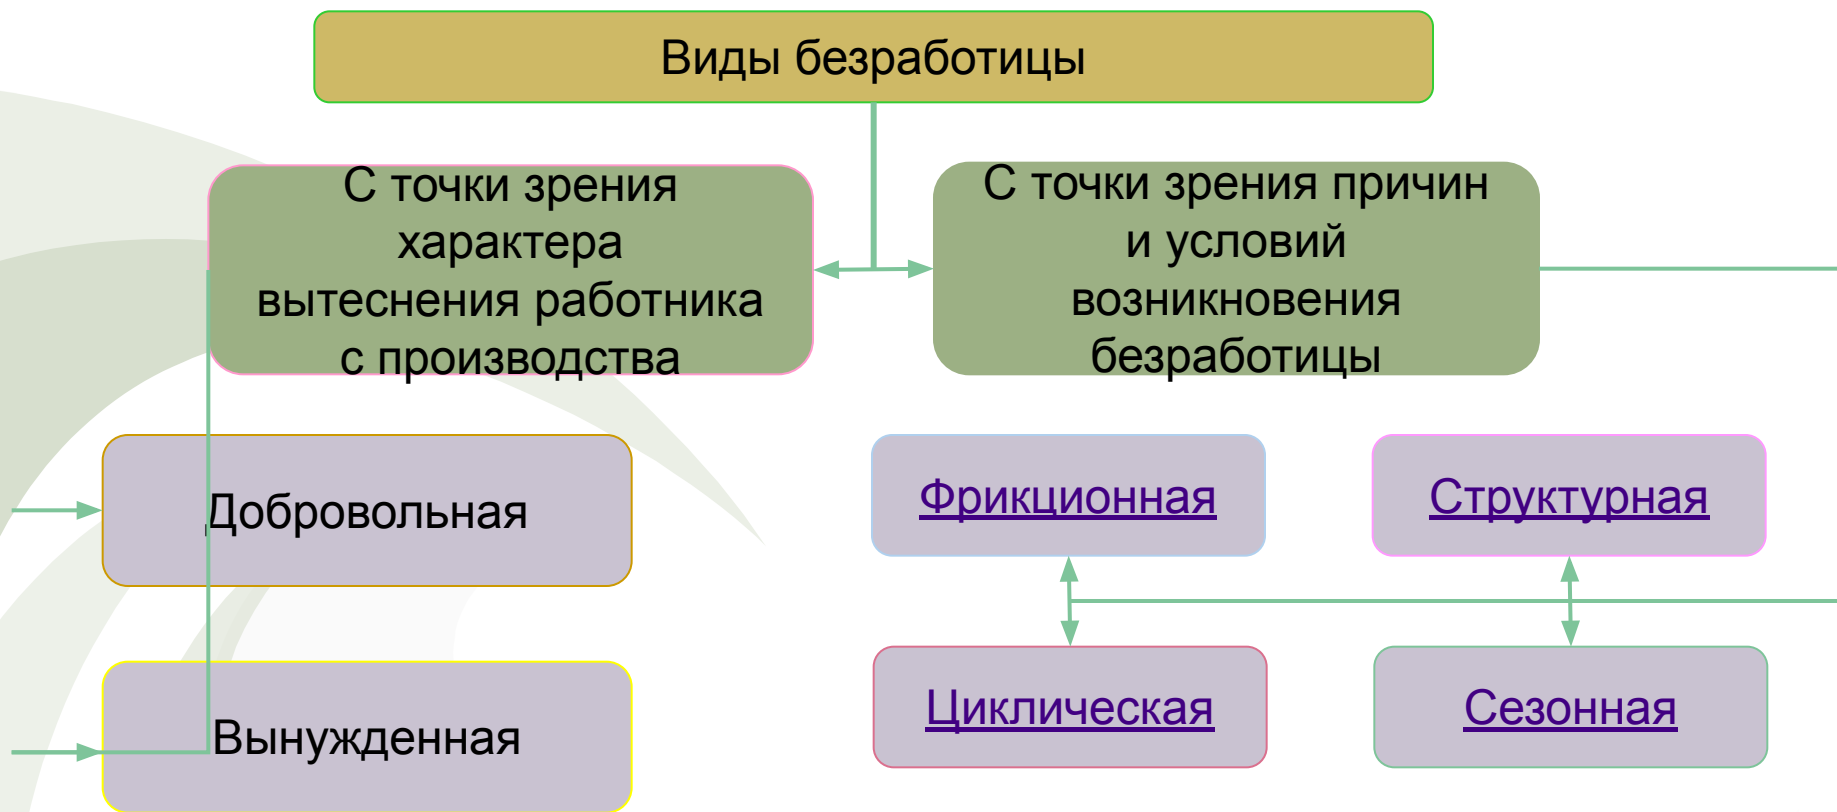 Виды безработицы
С точки зрения
характера
вытеснения работника
с производства
С точки зрения причин
и условий
возникновения
безработицы
Добровольная
Вынужденная
Фрикционная
Структурная
Циклическая
Сезонная